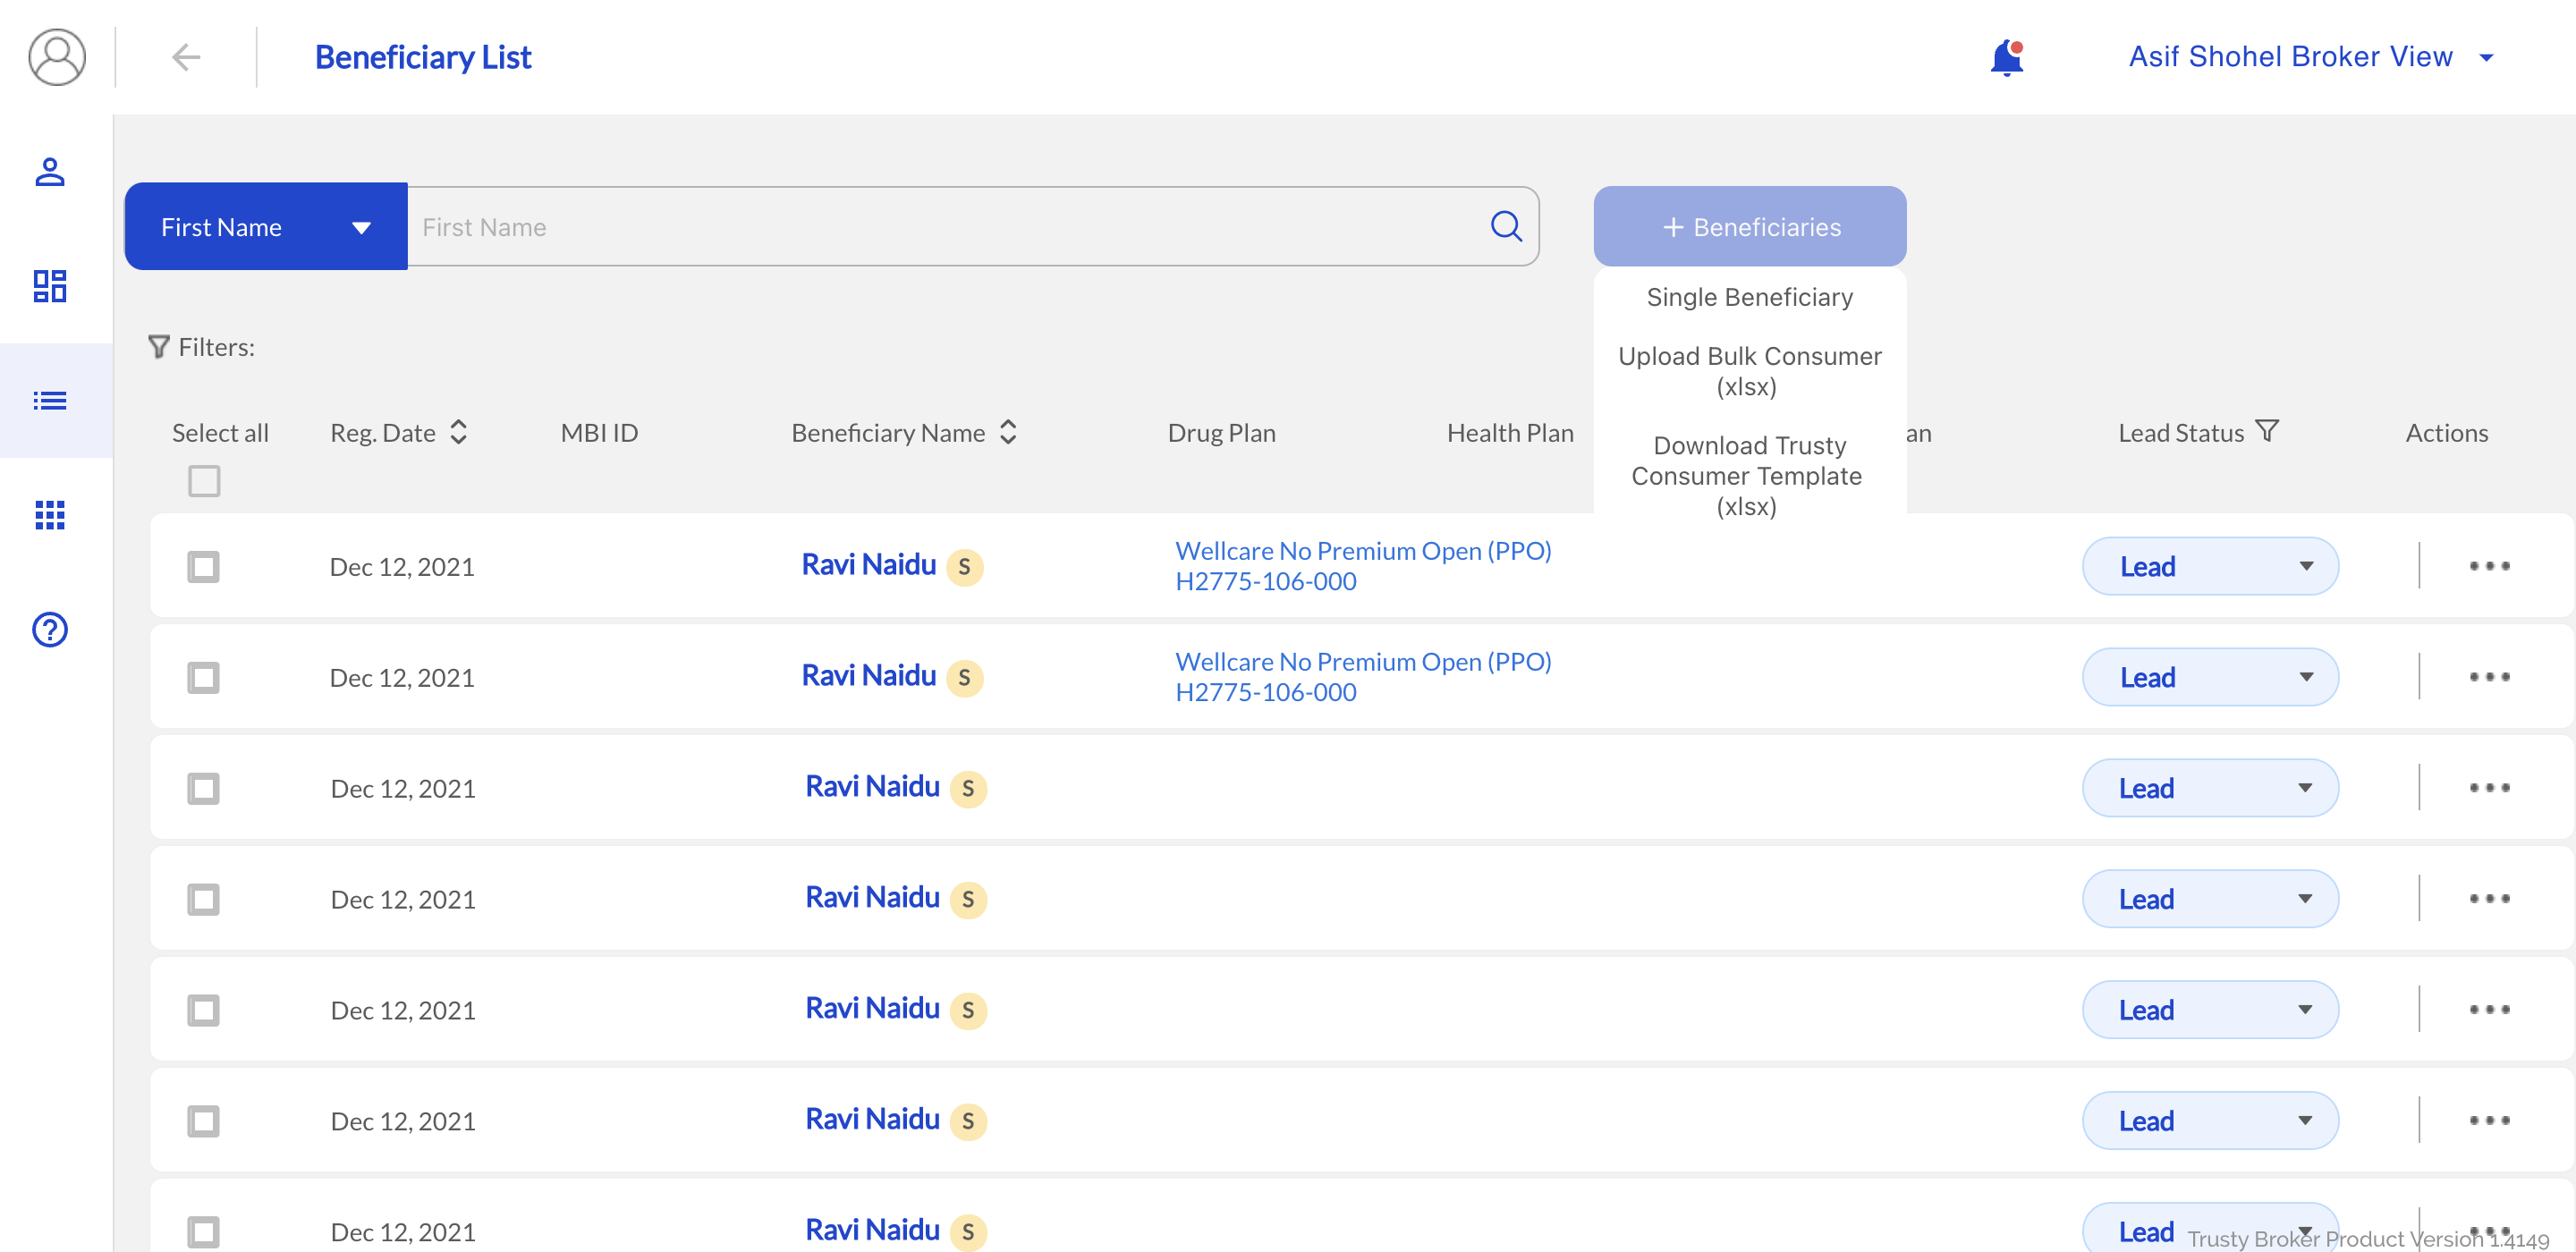 Beneficiary List
Asif Shohel Broker View
First Name
First Name
+ Beneficiaries
Single Beneficiary
Upload Bulk Consumer
(xlsx)
Download Trusty
Consumer Template
(xlsx)
Filters:
Select all
Reg. Date
MBI ID
Beneficiary Name
Drug Plan
Health Plan
an
Lead Status
Actions
Dec 12, 2021
Ravi Naidu
S
Wellcare No Premium Open (PPO)
H2775-106-000
Lead
Dec 12, 2021
Ravi Naidu
S
Wellcare No Premium Open (PPO)
H2775-106-000
Lead
Dec 12, 2021
Ravi Naidu
S
Lead
Dec 12, 2021
Ravi Naidu
S
Lead
Dec 12, 2021
Ravi Naidu
S
Lead
Dec 12, 2021
Ravi Naidu
S
Lead
Dec 12, 2021
Ravi Naidu
S
Lead
Trusty Broker Product Version 1.4149